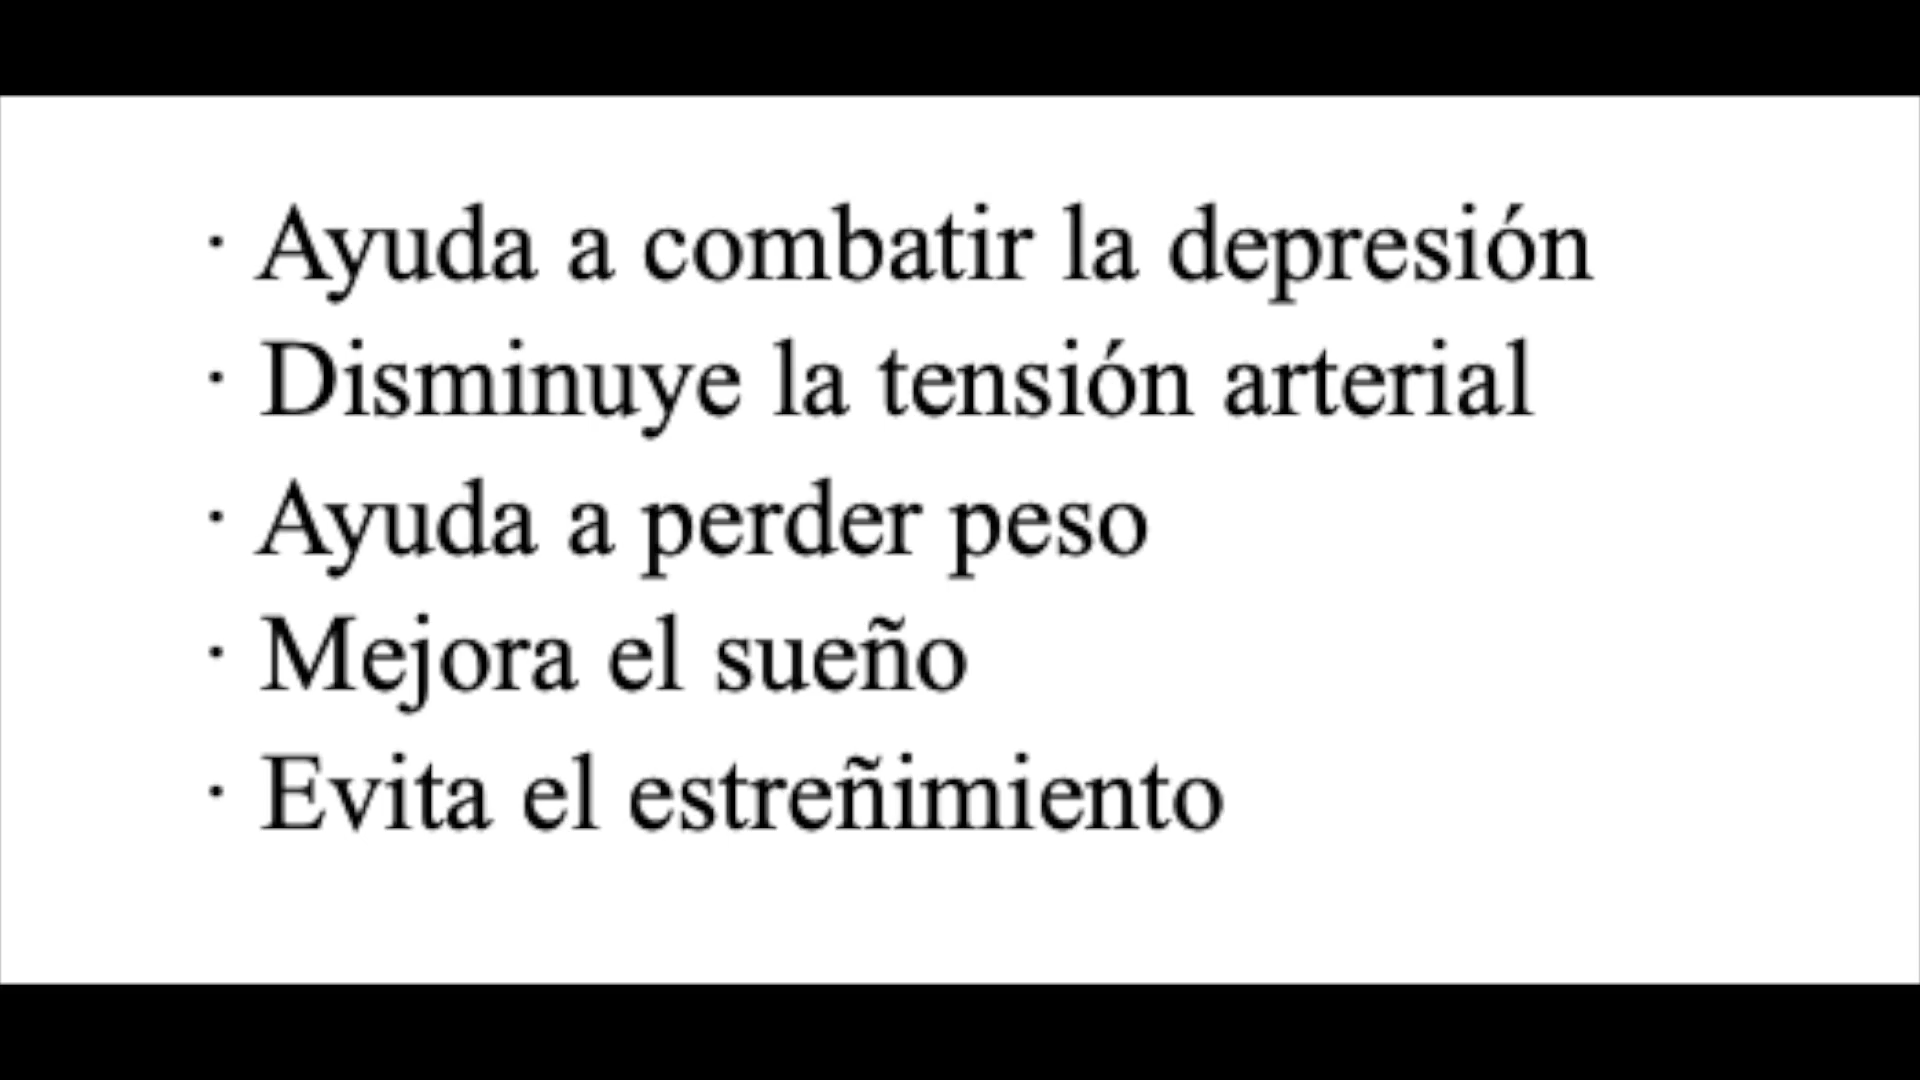 · Ayuda a combatir la depresión
· Disminuye la tensión arterial
· Ayuda a perder peso
· Mejora el sueño
· Evita el estreñimiento